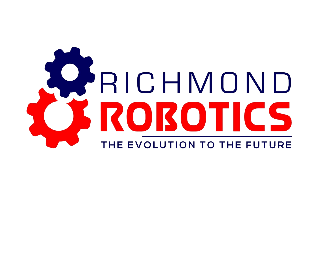 RICHMOND
ROBOTICS
THE EVOLUTION TO THE FUTURE